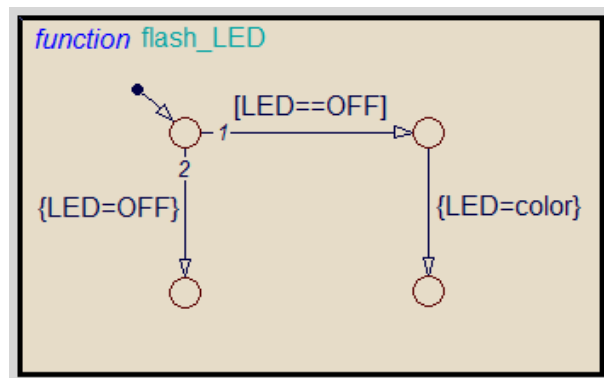 function flash_LED
[LED==OFF]
1
2
{LED=OFF}
{LED=color}